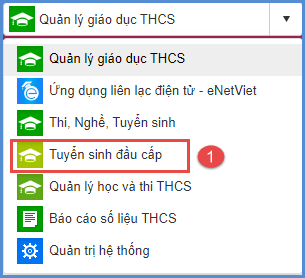 Quản lý giáo dục THCS
Quản lý giáo dục THCS
Ứng dụng liên lạc điện tử - eNetViet
Thi, Nghề, Tuyển sinh
Tuyển sinh đầu cấp
1
Quản lý học và thi THCS
Báo cáo số liệu THCS
Quản trị hệ thống